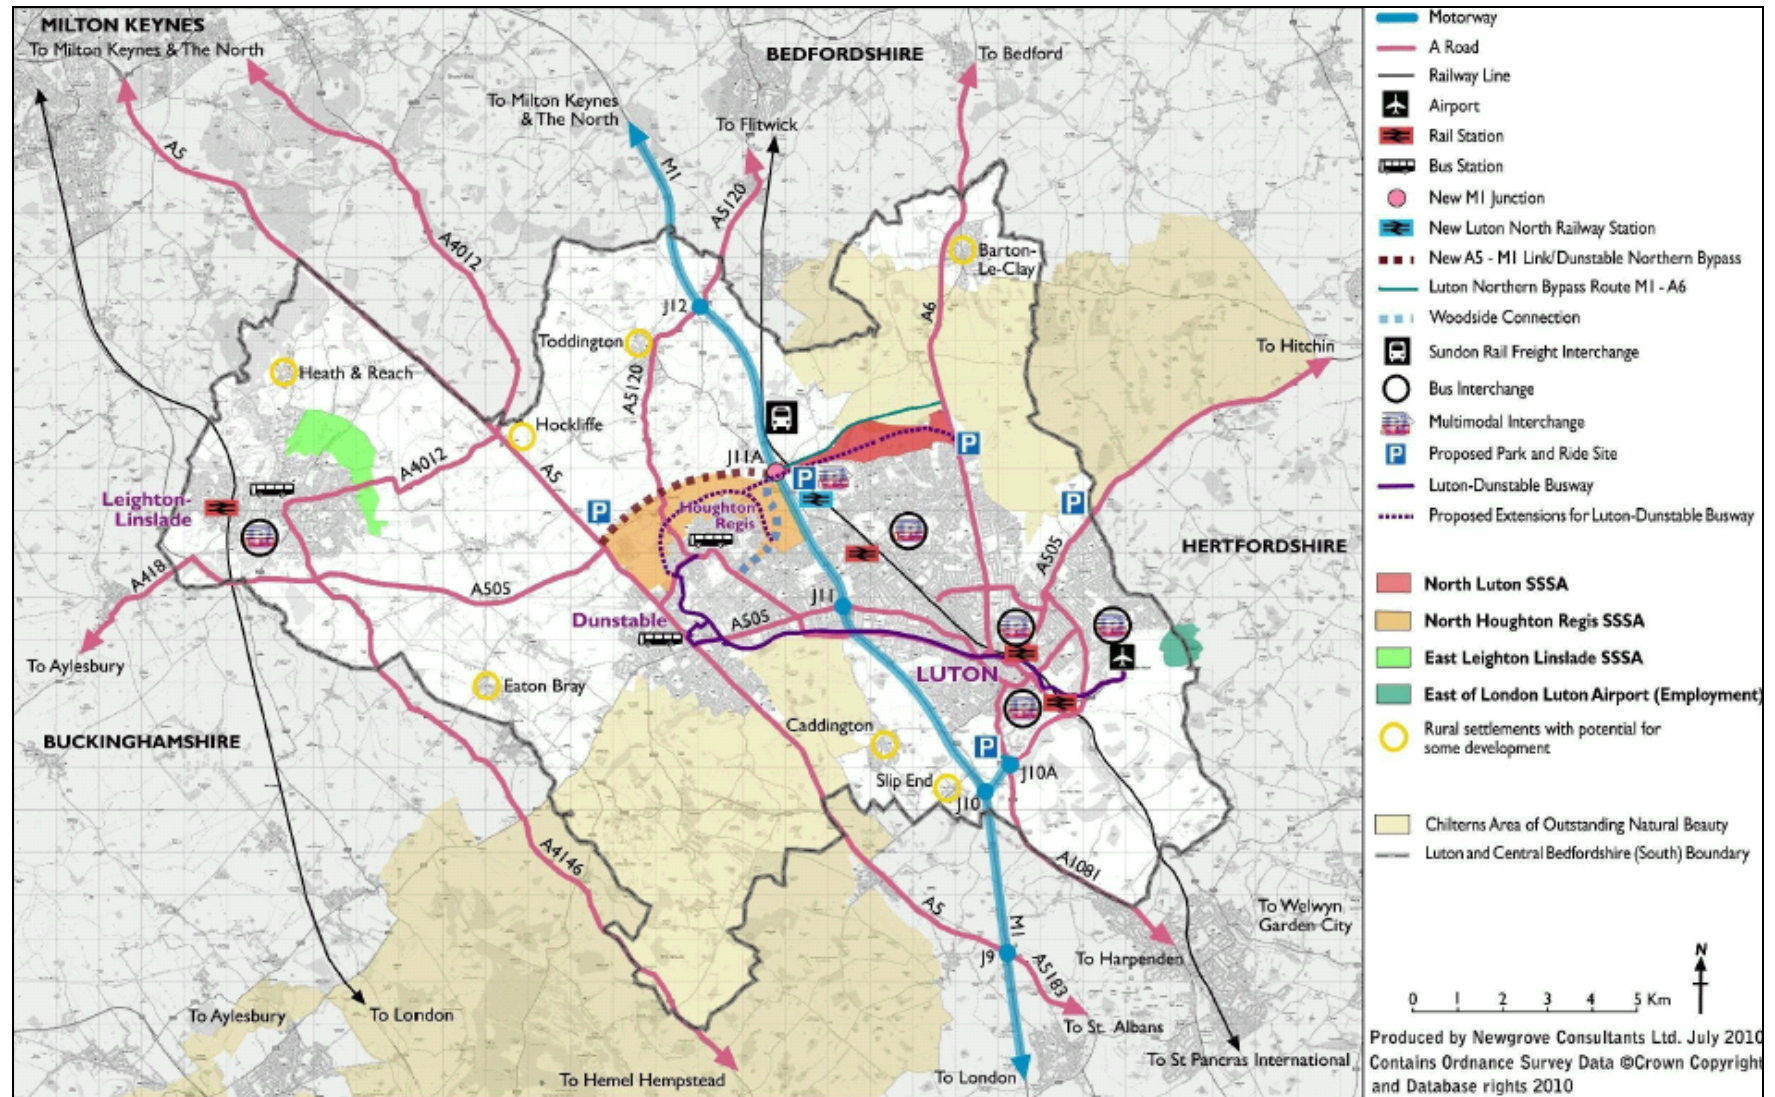 MILTON KEYNES
To Milton Keynes & The North
BEDFORDSHIRE
To Bedford
To Milton Keynes
& The North
To Flitwick
A5
M1
A5120
A4012
Barton-
Le-Clay
J12
A6
Toddington
To Hitchin
Heath & Reach
A5120
Hockliffe
A4012
A5
J11A
Leighton-
Linslade
Houghton
Regis
HERTFORDSHIRE
A505
A418
A505
J11
Dunstable
A505
To Aylesbury
LUTON
Eaton Bray
Caddington
BUCKINGHAMSHIRE
Slip End
J10A
J10
A4146
A1081
A5
M1
To Welwyn
Garden City
J9
A5183
To Harpenden
To Aylesbury
To London
To St. Albans
To St Pancras International
To Hemel Hempstead
To London
Motorway
A Road
Railway Line
Airport
Rail Station
Bus Station
New M1 Junction
New Luton North Railway Station
New A5 - M1 Link/Dunstable Northern Bypass
Luton Northern Bypass Route M1 - A6
Woodside Connection
Sundon Rail Freight Interchange
Bus Interchange
Multimodal Interchange
P Proposed Park and Ride Site
Luton-Dunstable Busway
Proposed Extensions for Luton-Dunstable Busway
North Luton SSSA
North Houghton Regis SSSA
East Leighton Linslade SSSA
East of London Luton Airport (Employment)
Rural settlements with potential for
some development
Chilterns Area of Outstanding Natural Beauty
Luton and Central Bedfordshire (South) Boundary
N
0 1 2 3 4 5 Km
Produced by Newgrove Consultants Ltd. July 2010
Contains Ordnance Survey Data ©Crown Copyright
and Database rights 2010
P
P
P
P
P